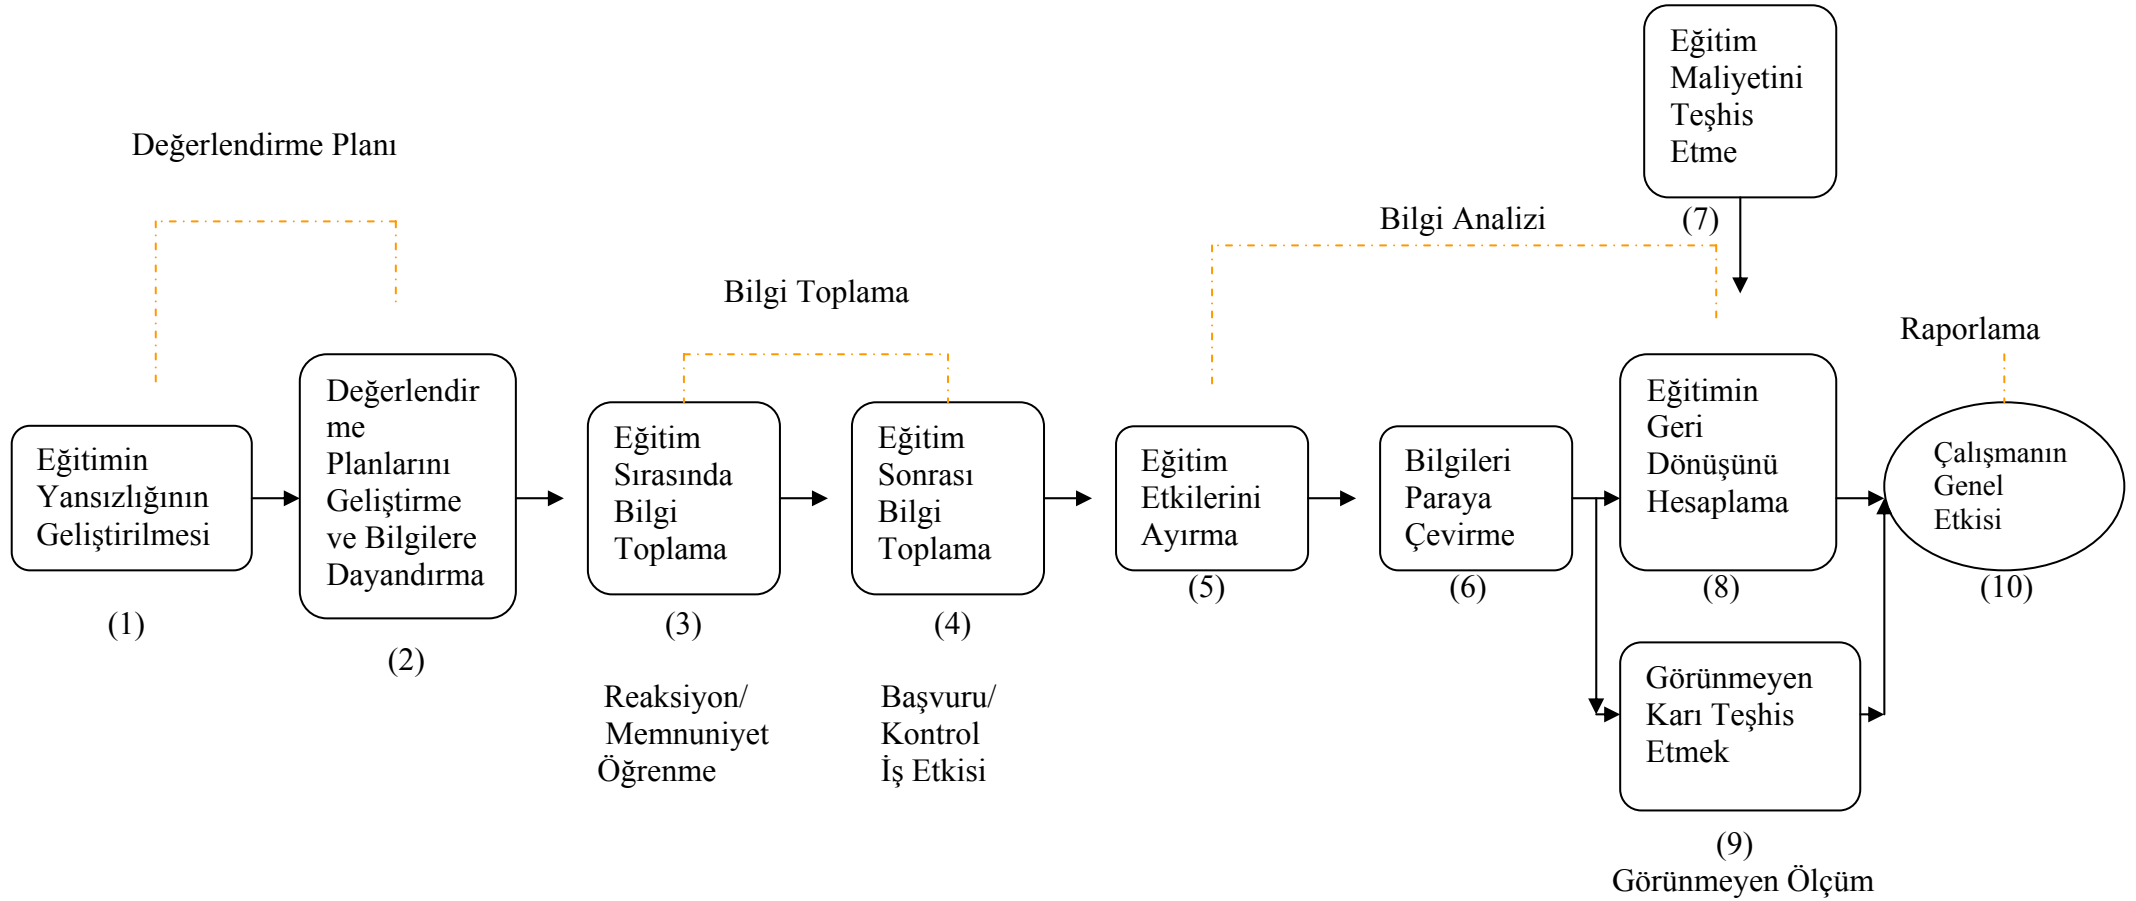 Eğitim
Maliyetini
Teşhis
Etme
(7)
Değerlendirme Planı
Bilgi Toplama
Bilgi Analizi
Raporlama
Eğitimin
Yansızlığının
Geliştirilmesi
(1)
Değerlendir
me
Planlarını
Geliştirme
ve Bilgilere
Dayandırma
(2)
Eğitim
Sırasında
Bilgi
Toplama
(3)
Reaksiyon/
Memnuniyet
Öğrenme
Eğitim
Sonrası
Bilgi
Toplama
(4)
Başvuru/
Kontrol
İş Etkisi
Eğitim
Etkilerini
Ayırma
(5)
Bilgileri
Paraya
Çevirme
(6)
Eğitimin
Geri
Dönüşünü
Hesaplama
(8)
Görünmeyen
Karı Teşhis
Etmek
(9)
Görünmeyen Ölçüm
Çalışmanın
Genel
Etkisi
(10)